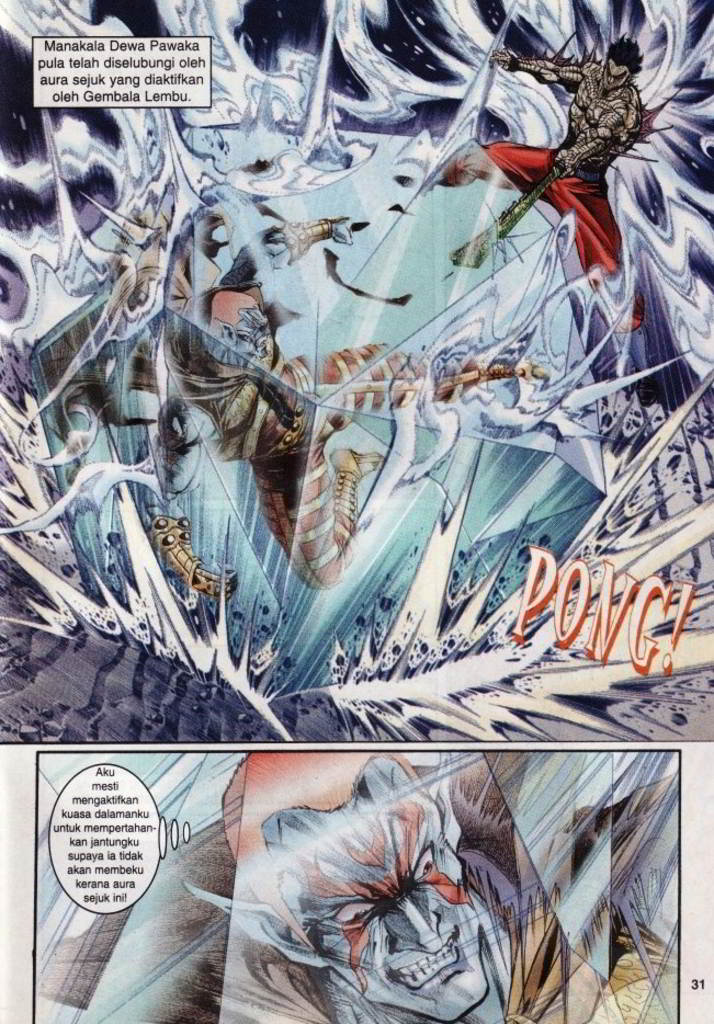 Manakala Dewa Pawaka
pula telah diselubungi oleh
aura sejuk yang diaktifkan
oleh Gembala Lembu.
PONG!
Aku
mesti
mengaktifkan
kuasa dalamanku
untuk mempertahan-
kan jantungku
supaya ia tidak
akan membeku
kerana aura
sejuk ini!
31